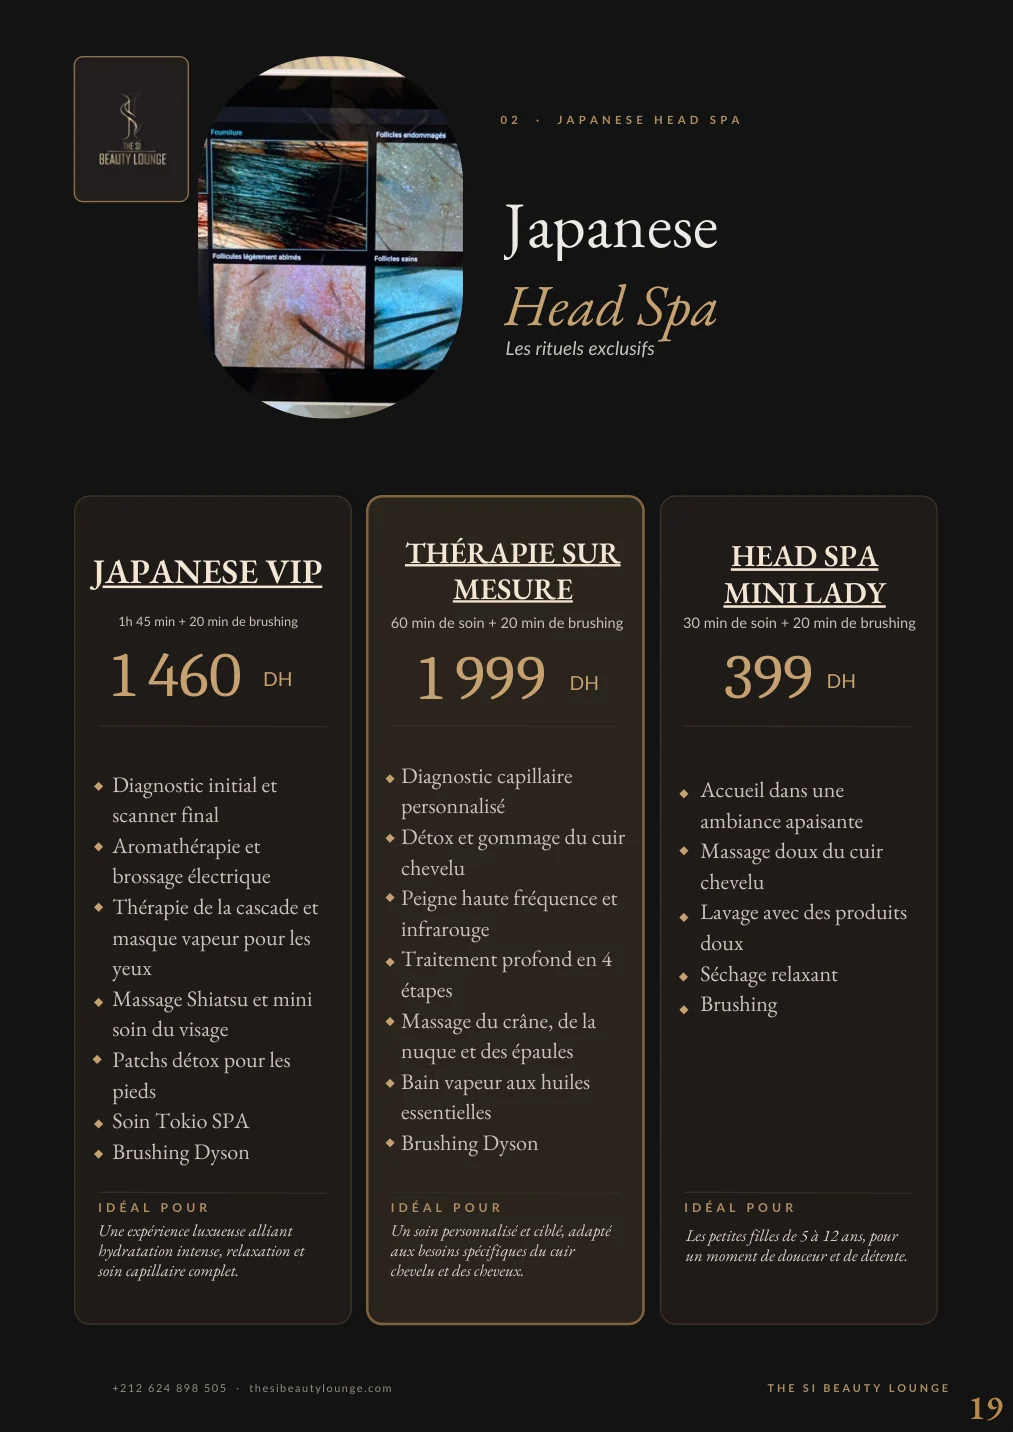 THE SI
BEAUTY LOUNGE
Fourniture
Follicles endommagés
Follicules légèrement abîmés
Follicles sains
02 · JAPANESE HEAD SPA
Japanese
Head Spa
Les rituels exclusifs
JAPANESE VIP
1h 45 min + 20 min de brushing
1 460 DH
Diagnostic initial et
scanner final
Aromathérapie et
brossage électrique
Thérapie de la cascade et
masque vapeur pour les
yeux
Massage Shiatsu et mini
soin du visage
Patchs détox pour les
pieds
Soin Tokio SPA
Brushing Dyson
IDÉAL POUR
Une expérience luxueuse alliant
hydratation intense, relaxation et
soin capillaire complet.
THÉRAPIE SUR
MESURE
60 min de soin + 20 min de brushing
1 999 DH
Diagnostic capillaire
personnalisé
Détox et gommage du cuir
chevelu
Peigne haute fréquence et
infrarouge
Traitement profond en 4
étapes
Massage du crâne, de la
nuque et des épaules
Bain vapeur aux huiles
essentielles
Brushing Dyson
IDÉAL POUR
Un soin personnalisé et ciblé, adapté
aux besoins spécifiques du cuir
chevelu et des cheveux.
HEAD SPA
MINI LADY
30 min de soin + 20 min de brushing
399 DH
Accueil dans une
ambiance apaisante
Massage doux du cuir
chevelu
Lavage avec des produits
doux
Séchage relaxant
Brushing
IDÉAL POUR
Les petites filles de 5 à 12 ans, pour
un moment de douceur et de détente.
+212 624 898 505 · thesibeautylounge.com
THE SI BEAUTY LOUNGE
19